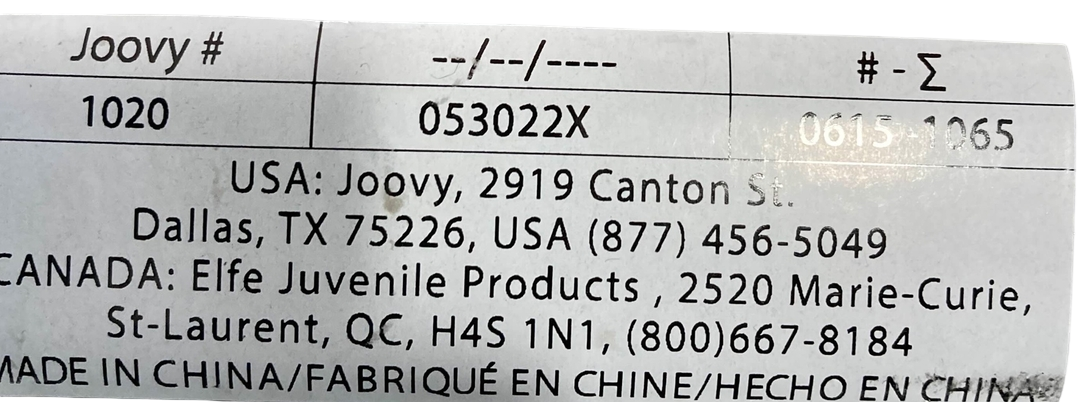 Joovy # --/--/---- # - Σ
1020 053022X 0615-1065
USA: Joovy, 2919 Canton St.
Dallas, TX 75226, USA (877) 456-5049
CANADA: Elfe Juvenile Products , 2520 Marie-Curie,
St-Laurent, QC, H4S 1N1, (800)667-8184
MADE IN CHINA/FABRIQUÉ EN CHINE/HECHO EN CHINA